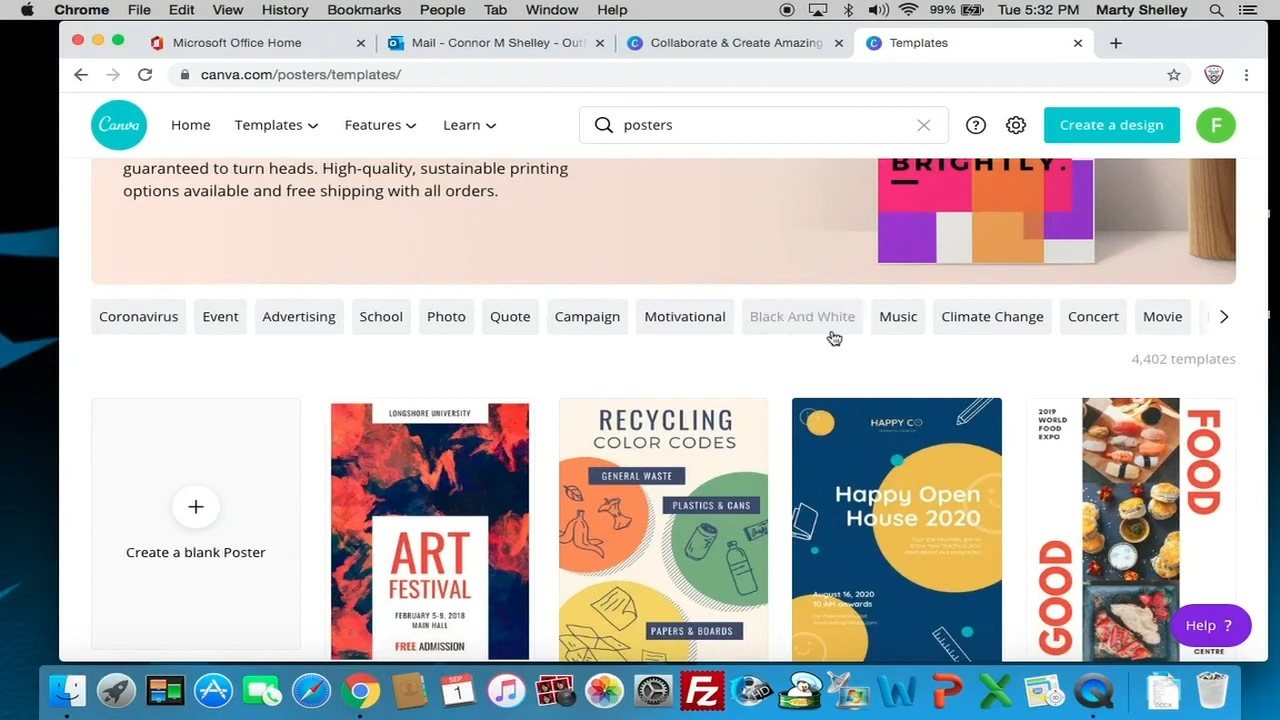 Chrome File Edit View History Bookmarks People Tab Window Help 99% Tue 5:32 PM Marty Shelley
Microsoft Office Home
Mail - Connor M Shelley - Out
Collaborate & Create Amazing
Templates
canva.com/posters/templates/
Canva Home Templates Features Learn posters Create a design F
guaranteed to turn heads. High-quality, sustainable printing
options available and free shipping with all orders.
BRIGHTLY.
Coronavirus Event Advertising School Photo Quote Campaign Motivational Black And White Music Climate Change Concert Movie
4,402 templates
+
Create a blank Poster
LONGSHORE UNIVERSITY
ART
FESTIVAL
FEBRUARY 5-9, 2018
MAIN HALL
FREE ADMISSION
RECYCLING
COLOR CODES
GENERAL WASTE
PLASTICS & CANS
PAPERS & BOARDS
HAPPY CO
Happy Open
House 2020
August 16, 2020
10 AM onwards
2019
WORLD
FOOD
EXPO
FOOD
GOOD
CENTRE
Help ?
SEP
1
Fz
HD
W
P
X
DOCX